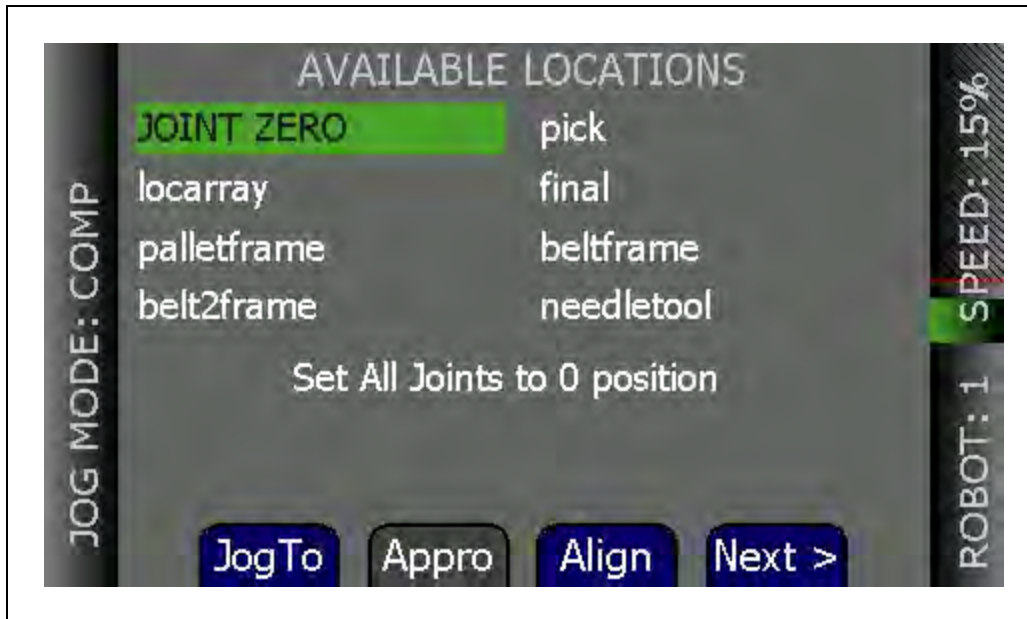 AVAILABLE LOCATIONS
JOINT ZERO
pick
locarray
final
palletframe
beltframe
belt2frame
needletool
Set All Joints to 0 position
JogTo
Appro
Align
Next >
JOG MODE: COMP
SPEED: 15%
ROBOT: 1